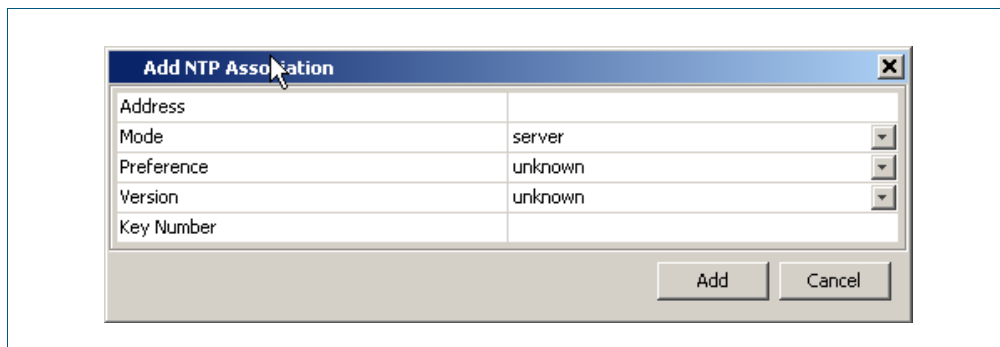 Add NTP Association
Address
Mode server
Preference unknown
Version unknown
Key Number
Add Cancel